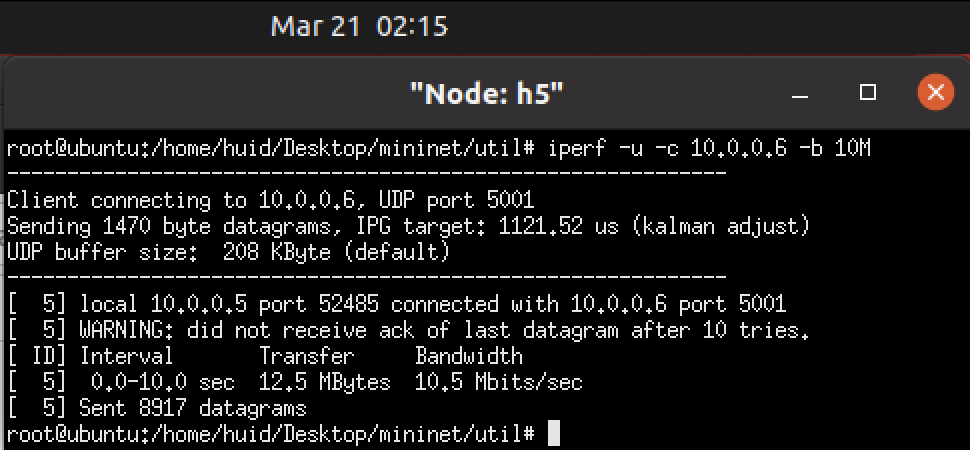 Mar 21 02:15
"Node: h5"
root@ubuntu:/home/huid/Desktop/mininet/util# iperf -u -c 10.0.0.6 -b 10M
------------------------------------------------------------
Client connecting to 10.0.0.6, UDP port 5001
Sending 1470 byte datagrams, IPG target: 1121.52 us (kalman adjust)
UDP buffer size:  208 KByte (default)
------------------------------------------------------------
[  5] local 10.0.0.5 port 52485 connected with 10.0.0.6 port 5001
[  5] WARNING: did not receive ack of last datagram after 10 tries.
[ ID] Interval       Transfer     Bandwidth
[  5]  0.0-10.0 sec  12.5 MBytes  10.5 Mbits/sec
[  5] Sent 8917 datagrams
root@ubuntu:/home/huid/Desktop/mininet/util#